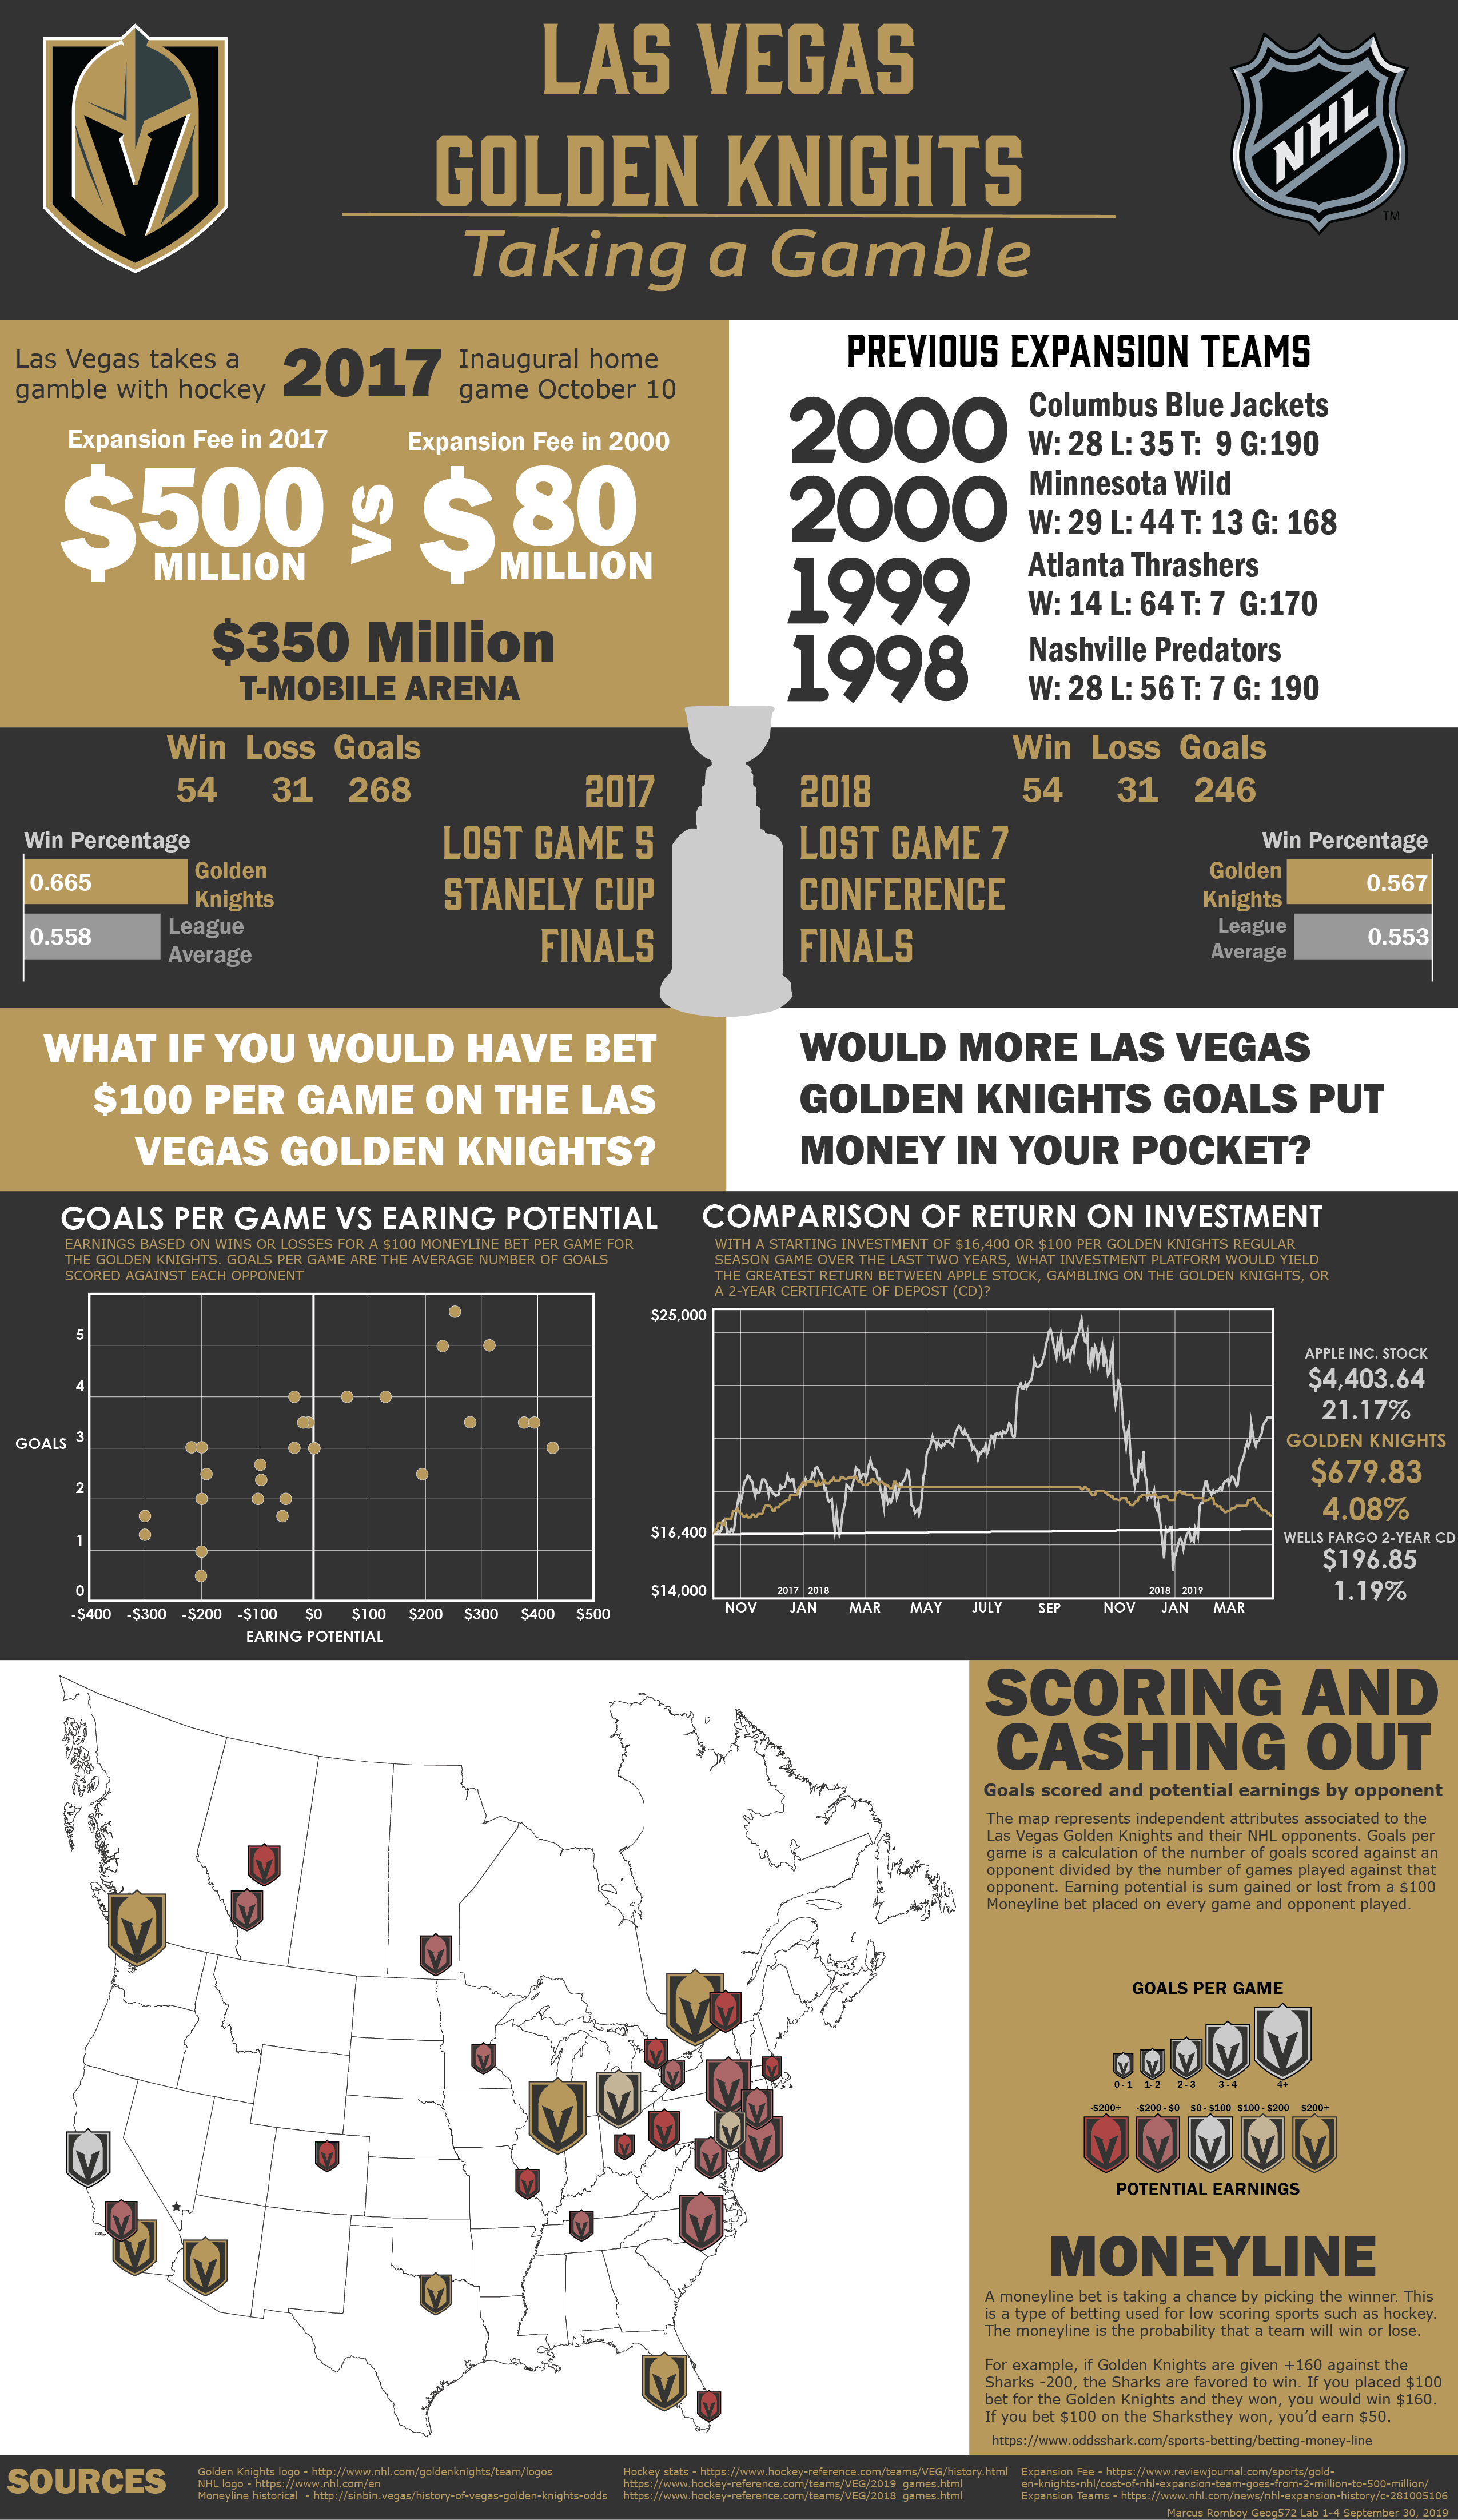 LAS VEGAS
GOLDEN KNIGHTS
Taking a Gamble
NHL
TM
Las Vegas takes a
gamble with hockey
2017
Inaugural home
game October 10
Expansion Fee in 2017
$500
MILLION
VS
Expansion Fee in 2000
$80
MILLION
$350 Million
T-MOBILE ARENA
PREVIOUS EXPANSION TEAMS
2000
Columbus Blue Jackets
W: 28 L: 35 T: 9 G:190
2000
Minnesota Wild
W: 29 L: 44 T: 13 G: 168
1999
Atlanta Thrashers
W: 14 L: 64 T: 7 G:170
1998
Nashville Predators
W: 28 L: 56 T: 7 G: 190
Win Loss Goals
54 31 268
Win Percentage
0.665
Golden
Knights
0.558
League
Average
2017
LOST GAME 5
STANELY CUP
FINALS
2018
LOST GAME 7
CONFERENCE
FINALS
Win Loss Goals
54 31 246
Win Percentage
Golden
Knights
0.567
League
Average
0.553
WHAT IF YOU WOULD HAVE BET
$100 PER GAME ON THE LAS
VEGAS GOLDEN KNIGHTS?
WOULD MORE LAS VEGAS
GOLDEN KNIGHTS GOALS PUT
MONEY IN YOUR POCKET?
GOALS PER GAME VS EARING POTENTIAL
EARNINGS BASED ON WINS OR LOSSES FOR A $100 MONEYLINE BET PER GAME FOR
THE GOLDEN KNIGHTS. GOALS PER GAME ARE THE AVERAGE NUMBER OF GOALS
SCORED AGAINST EACH OPPONENT
5
4
3
2
1
0
GOALS
-$400 -$300 -$200 -$100 $0 $100 $200 $300 $400 $500
EARING POTENTIAL
COMPARISON OF RETURN ON INVESTMENT
WITH A STARTING INVESTMENT OF $16,400 OR $100 PER GOLDEN KNIGHTS REGULAR
SEASON GAME OVER THE LAST TWO YEARS, WHAT INVESTMENT PLATFORM WOULD YIELD
THE GREATEST RETURN BETWEEN APPLE STOCK, GAMBLING ON THE GOLDEN KNIGHTS, OR
A 2-YEAR CERTIFICATE OF DEPOST (CD)?
$25,000
$16,400
$14,000
2017 2018
2018 2019
NOV JAN MAR MAY JULY SEP NOV JAN MAR
APPLE INC. STOCK
$4,403.64
21.17%
GOLDEN KNIGHTS
$679.83
4.08%
WELLS FARGO 2-YEAR CD
$196.85
1.19%
SCORING AND
CASHING OUT
Goals scored and potential earnings by opponent
The map represents independent attributes associated to the
Las Vegas Golden Knights and their NHL opponents. Goals per
game is a calculation of the number of goals scored against an
opponent divided by the number of games played against that
opponent. Earning potential is sum gained or lost from a $100
Moneyline bet placed on every game and opponent played.
GOALS PER GAME
0-1 1-2 2-3 3-4 4+
-$200+ -$200 - $0 $0 - $100 $100 - $200 $200+
POTENTIAL EARNINGS
MONEYLINE
A moneyline bet is taking a chance by picking the winner. This
is a type of betting used for low scoring sports such as hockey.
The moneyline is the probability that a team will win or lose.
For example, if Golden Knights are given +160 against the
Sharks -200, the Sharks are favored to win. If you placed $100
bet for the Golden Knights and they won, you would win $160.
If you bet $100 on the Sharksthey won, you'd earn $50.
https://www.oddsshark.com/sports-betting/betting-money-line
SOURCES
Golden Knights logo - http://www.nhl.com/goldenknights/team/logos
NHL logo - https://www.nhl.com/en
Moneyline historical - http://sinbin.vegas/history-of-vegas-golden-knights-odds
Hockey stats - https://www.hockey-reference.com/teams/VEG/history.html
https://www.hockey-reference.com/teams/VEG/2019_games.html
https://www.hockey-reference.com/teams/VEG/2018_games.html
Expansion Fee - https://www.reviewjournal.com/sports/gold-
en-knights-nhl/cost-of-nhl-expansion-team-goes-from-2-million-to-500-million/
Expansion Teams - https://www.nhl.com/news/nhl-expansion-history/c-281005106
Marcus Romboy Geog572 Lab 1-4 September 30, 2019